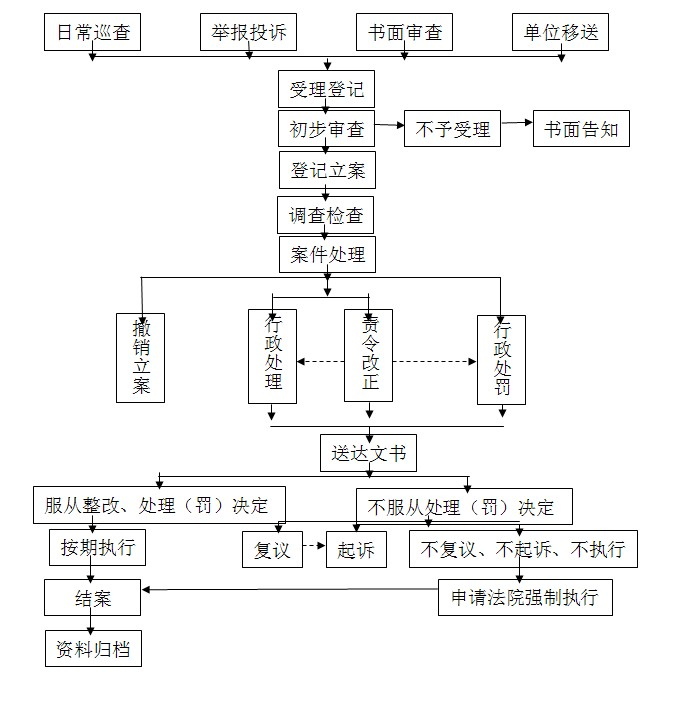 日常巡查
举报投诉
书面审查
单位移送
受理登记
初步审查
不予受理
书面告知
登记立案
调查检查
案件处理
撤销立案
行政处理
责令改正
行政处罚
送达文书
服从整改、处理（罚）决定
不服从处理（罚）决定
按期执行
复议
起诉
不复议、不起诉、不执行
结案
申请法院强制执行
资料归档